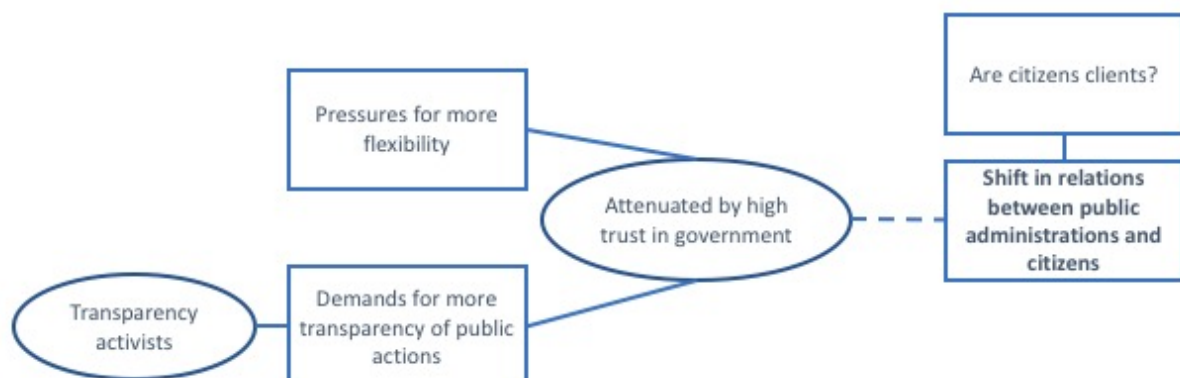 Are citizens clients?
Pressures for more
flexibility
Shift in relations
between public
administrations and
citizens
Attenuated by high
trust in government
Transparency
activists
Demands for more
transparency of public
actions